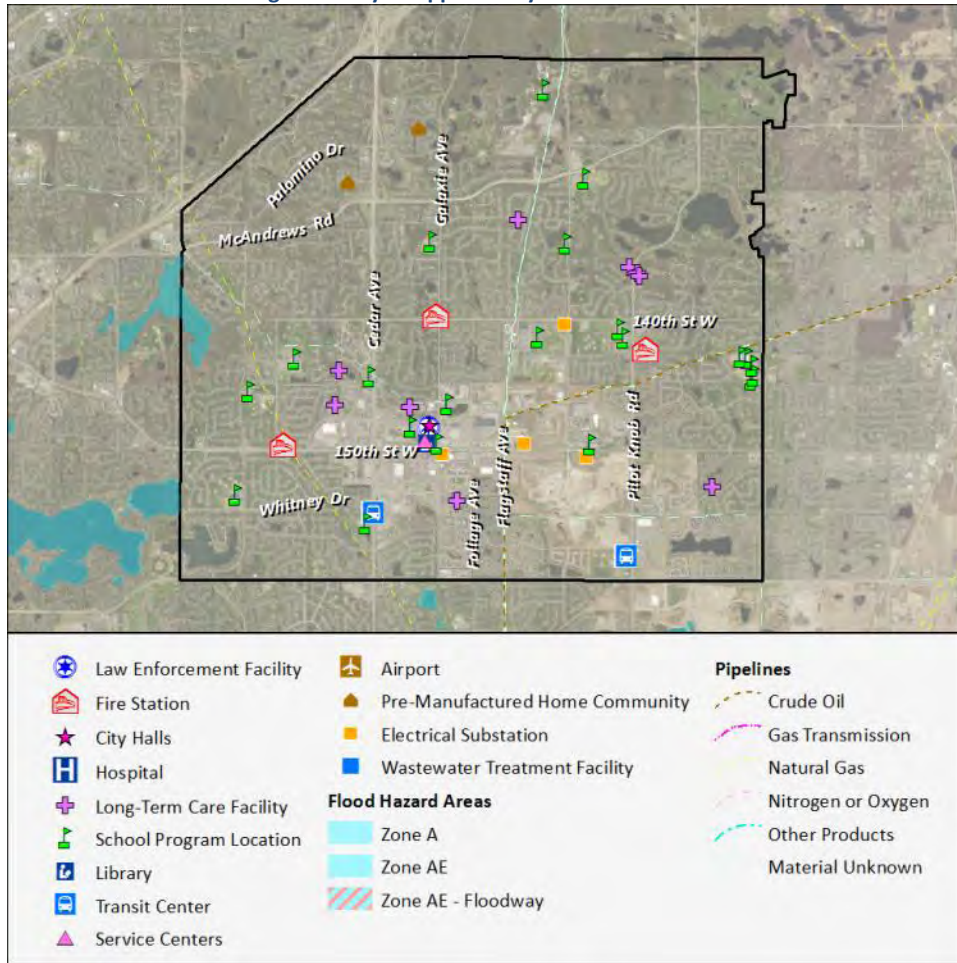 Palomino Dr
Galaxie Ave
McAndrews Rd
Cedar Ave
140th St W
150th St W
Pilot Knob Rd
Flagstaff Ave
Foliage Ave
Whitney Dr
Law Enforcement Facility
Fire Station
City Halls
H Hospital
Long-Term Care Facility
School Program Location
Library
Transit Center
Service Centers
Airport
Pre-Manufactured Home Community
Electrical Substation
Wastewater Treatment Facility
Flood Hazard Areas
Zone A
Zone AE
Zone AE - Floodway
Pipelines
Crude Oil
Gas Transmission
Natural Gas
Nitrogen or Oxygen
Other Products
Material Unknown